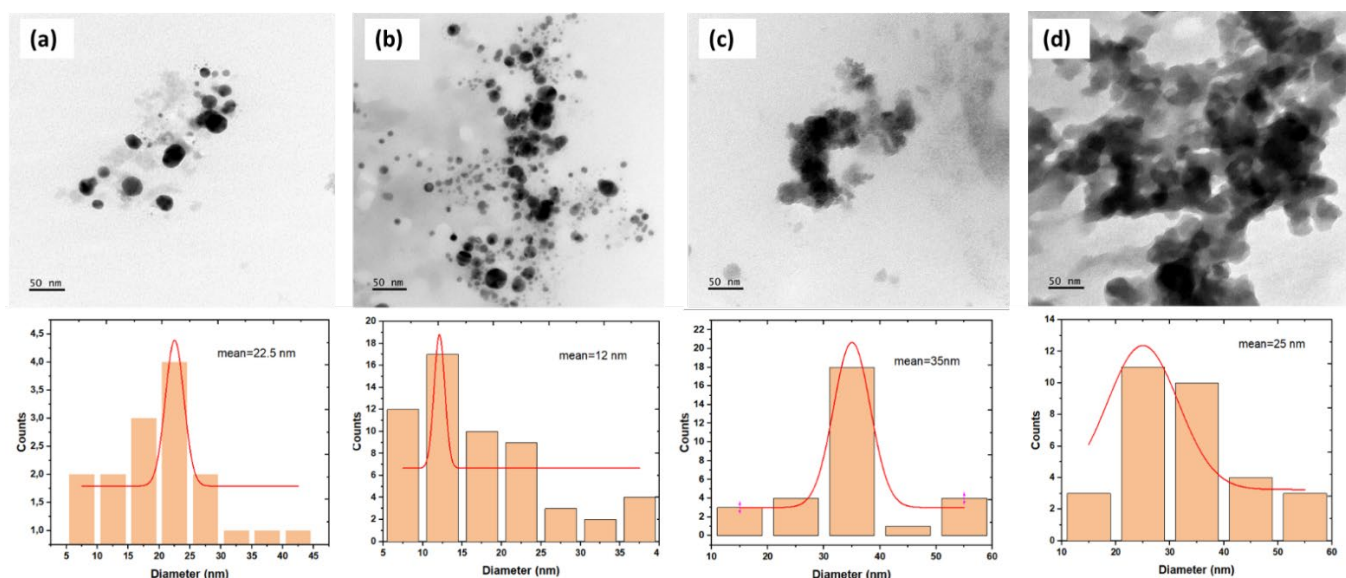 (a)
(b)
(c)
(d)
50 nm
50 nm
50 nm
50 nm
4,5
4,0
3,5
3,0
2,5
2,0
1,5
1,0
Counts
mean=22.5 nm
5 10 15 20 25 30 35 40 45
Diameter (nm)
20
18
16
14
12
10
8
6
4
2
0
Counts
mean=12 nm
5 10 15 20 25 30 35 4
Diameter (nm)
22
20
18
16
14
12
10
8
6
4
2
0
Counts
mean=35nm
10 20 30 40 50 60
Diameter (nm)
14
12
10
8
6
4
2
0
Counts
mean=25 nm
10 20 30 40 50 60
Diameter (nm)